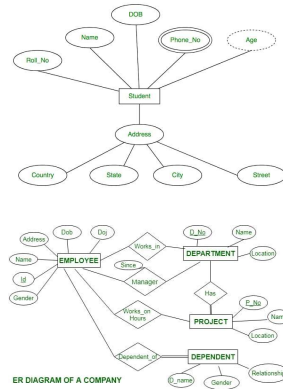 DOB
Name
Phone_No
Age
Roll_No
Student
Address
Country
State
City
Street
Address
Dob
Doj
D_No
Name
Works_in
Name
EMPLOYEE
DEPARTMENT
Location
Since
Id
Manager
Gender
Has
P_No
Works_on
Hours
Nam
PROJECT
Location
Dependent_of
DEPENDENT
Relationship
D_name
Gender
ER DIAGRAM OF A COMPANY